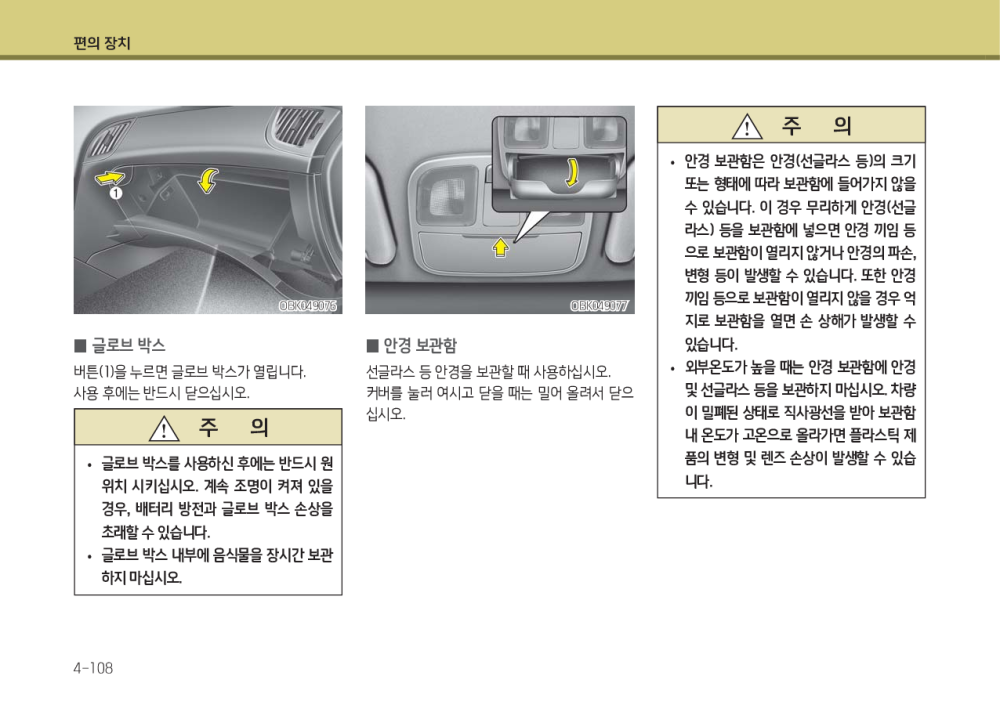 편의 장치
1
OBK049076
■ 글로브 박스
버튼(1)을 누르면 글로브 박스가 열립니다.
사용 후에는 반드시 닫으십시오.
주 의
• 글로브 박스를 사용하신 후에는 반드시 원
위치 시키십시오. 계속 조명이 켜져 있을
경우, 배터리 방전과 글로브 박스 손상을
초래할 수 있습니다.
• 글로브 박스 내부에 음식물을 장시간 보관
하지 마십시오.
OBK049077
■ 안경 보관함
선글라스 등 안경을 보관할 때 사용하십시오.
커버를 눌러 여시고 닫을 때는 밀어 올려서 닫으
십시오.
주 의
• 안경 보관함은 안경(선글라스 등)의 크기
또는 형태에 따라 보관함에 들어가지 않을
수 있습니다. 이 경우 무리하게 안경(선글
라스) 등을 보관함에 넣으면 안경 끼임 등
으로 보관함이 열리지 않거나 안경의 파손,
변형 등이 발생할 수 있습니다. 또한 안경
끼임 등으로 보관함이 열리지 않을 경우 억
지로 보관함을 열면 손 상해가 발생할 수
있습니다.
• 외부온도가 높을 때는 안경 보관함에 안경
및 선글라스 등을 보관하지 마십시오. 차량
이 밀폐된 상태로 직사광선을 받아 보관함
내 온도가 고온으로 올라가면 플라스틱 제
품의 변형 및 렌즈 손상이 발생할 수 있습
니다.
4-108